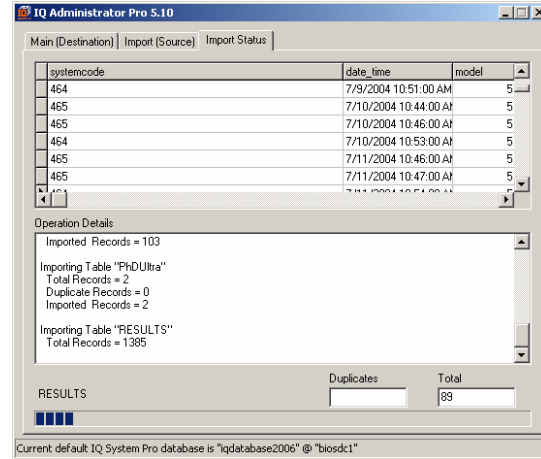 IQ Administrator Pro 5.10
Main (Destination) Import (Source) Import Status
systemcode date_time model
464 7/9/2004 10:51:00 AM 5
465 7/10/2004 10:44:00 AM 5
465 7/10/2004 10:46:00 AM 5
464 7/10/2004 10:53:00 AM 5
465 7/11/2004 10:46:00 AM 5
465 7/11/2004 10:47:00 AM 5
Operation Details
Imported Records = 103
Importing Table "PhDUltra"
Total Records = 2
Duplicate Records = 0
Imported Records = 2
Importing Table "RESULTS"
Total Records = 1385
Duplicates Total
RESULTS 89
Current default IQ System Pro database is "iqdatabase2006" @ "biosdc1"